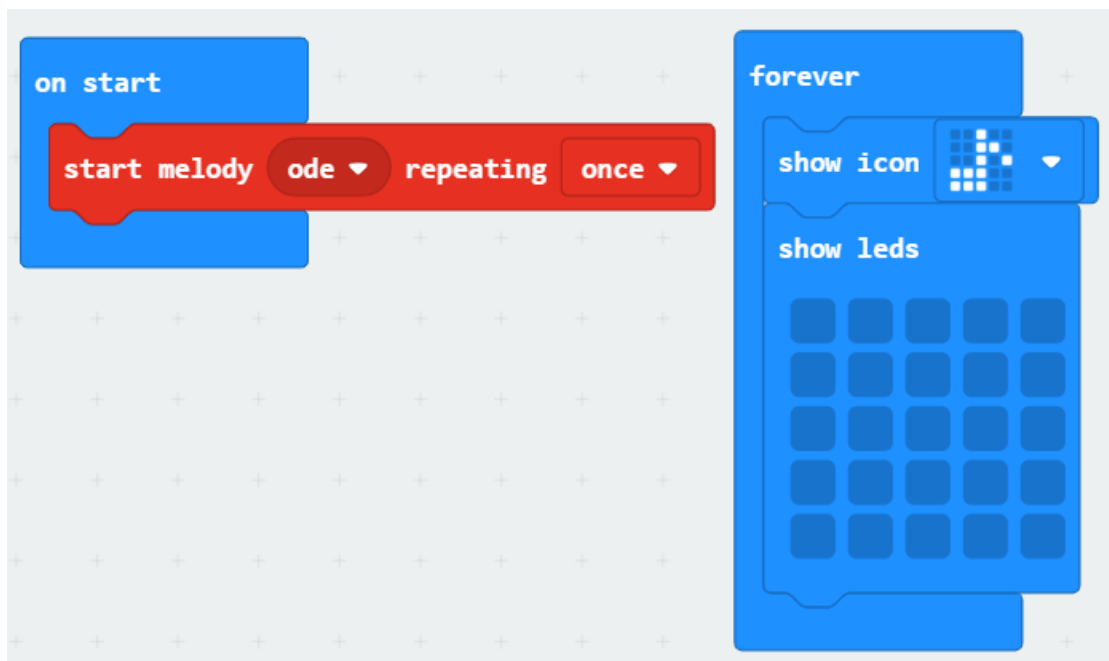 on start
start melody ode repeating once
forever
show icon
show leds